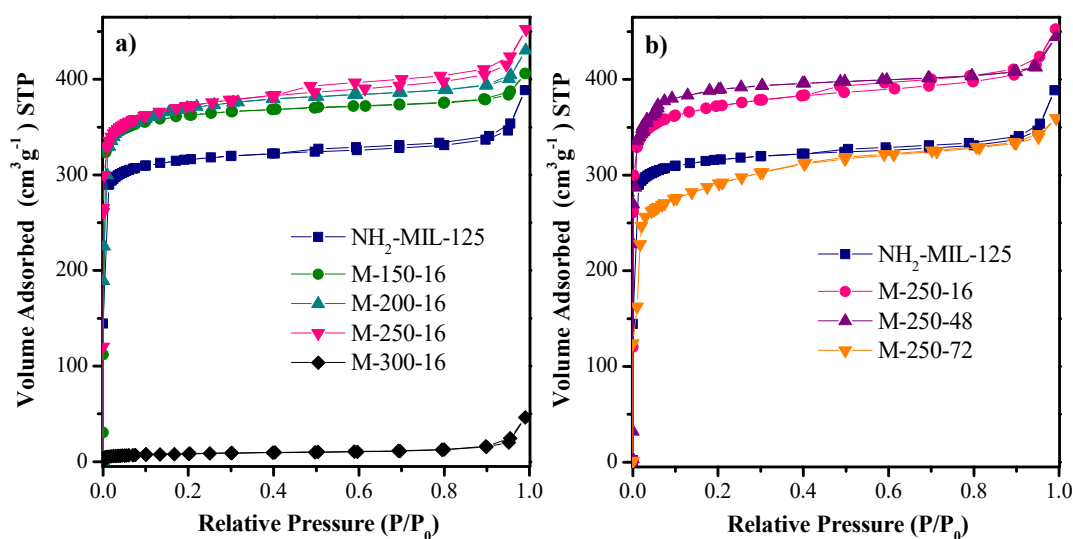 a)
Volume Adsorbed (cm³ g⁻¹) STP
400
300
200
100
0
NH₂-MIL-125
M-150-16
M-200-16
M-250-16
M-300-16
0.0 0.2 0.4 0.6 0.8 1.0
Relative Pressure (P/P₀)
b)
Volume Adsorbed (cm³ g⁻¹) STP
400
300
200
100
0
NH₂-MIL-125
M-250-16
M-250-48
M-250-72
0.0 0.2 0.4 0.6 0.8 1.0
Relative Pressure (P/P₀)